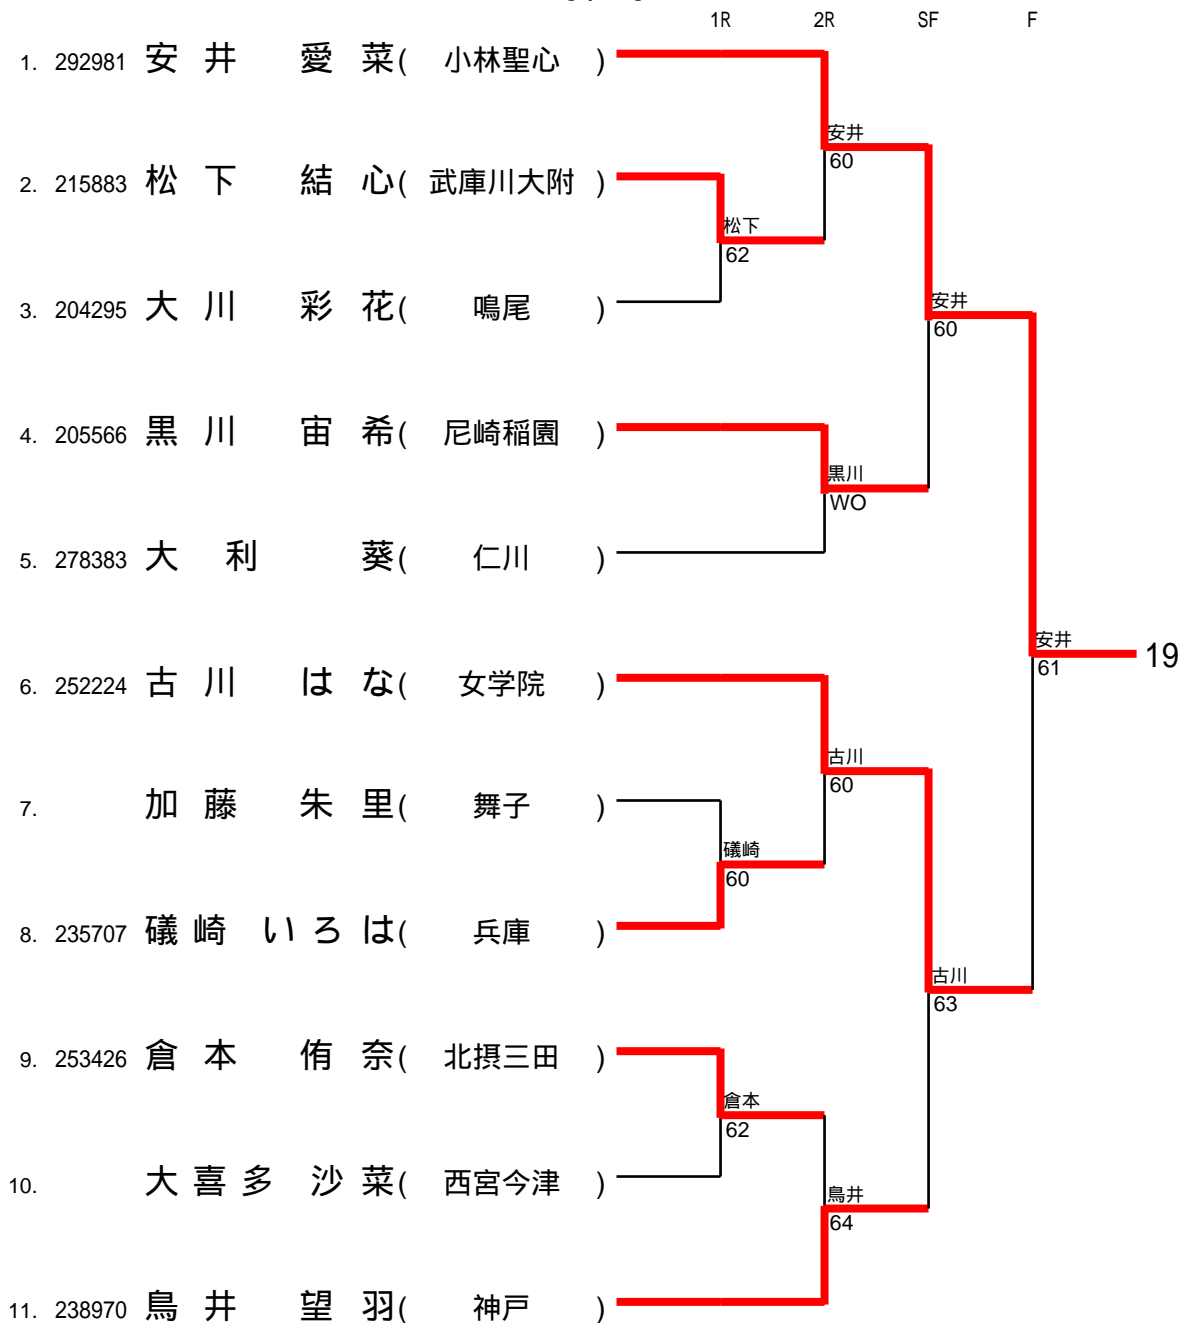 1R 2R SF F
1. 292981 安井 愛菜( 小林聖心 )
安井
60
2. 215883 松下 結心( 武庫川大附 )
松下
62
3. 204295 大川 彩花( 鳴尾 )
安井
60
4. 205566 黒川 宙希( 尼崎稲園 )
黒川
WO
5. 278383 大利 葵( 仁川 )
安井
61
19
6. 252224 古川 はな( 女学院 )
古川
60
7. 加藤 朱里( 舞子 )
礒崎
60
8. 235707 礒崎 いろは( 兵庫 )
古川
63
9. 253426 倉本 侑奈( 北摂三田 )
倉本
62
10. 大喜多 沙菜( 西宮今津 )
鳥井
64
11. 238970 鳥井 望羽( 神戸 )